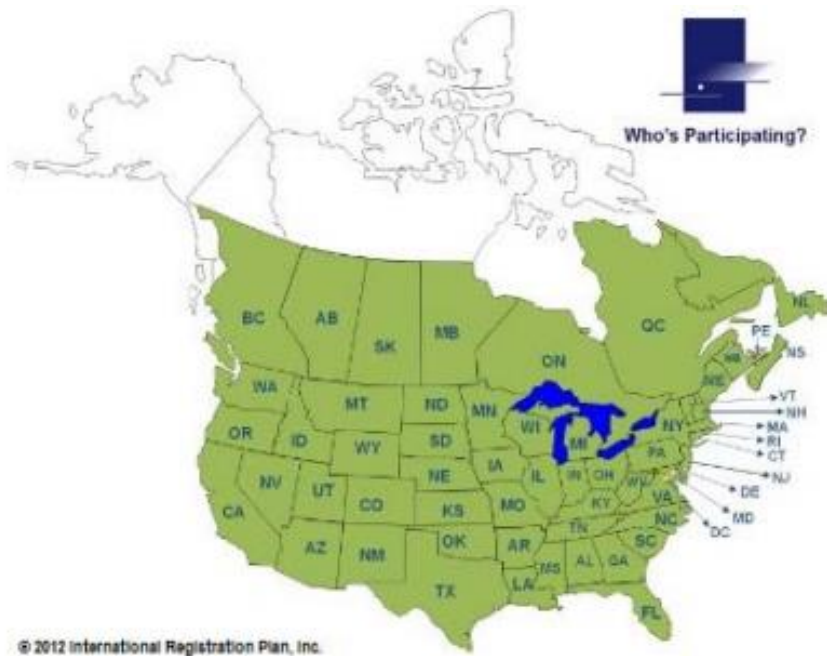 Who's Participating?
BC
AB
SK
MB
ON
QC
NL
PE
NB
NS
ME
WA
MT
ND
MN
WI
MI
NY
VT
NH
MA
RI
CT
OR
ID
WY
SD
IA
IL
IN
OH
PA
NJ
DE
MD
DC
NV
UT
CO
NE
KS
MO
KY
WV
VA
CA
AZ
NM
OK
AR
TN
NC
SC
TX
LA
MS
AL
GA
FL
© 2012 International Registration Plan, Inc.